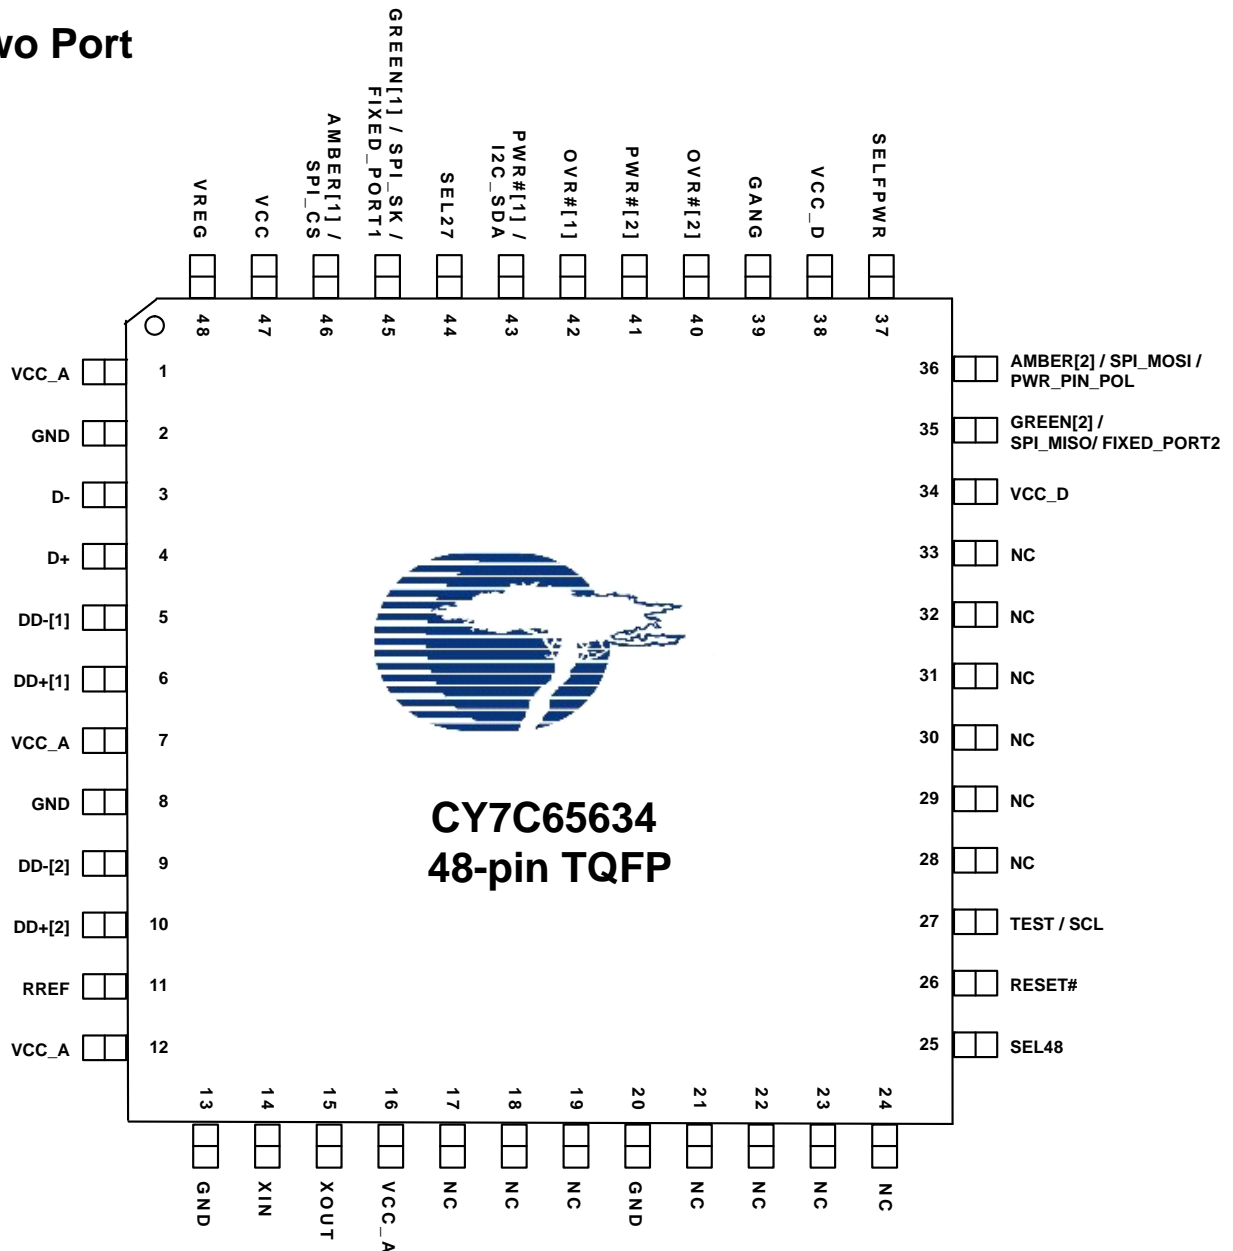 wo Port
GREEN[1] / SPI_SK /
FIXED_PORT1
AMBER[1] /
SPI_CS
PWR#[1] /
I2C_SDA
VREG
VCC
SEL27
OVR#[1]
PWR#[2]
OVR#[2]
GANG
VCC_D
SELFPWR
48
47
46
45
44
43
42
41
40
39
38
37
VCC_A 1
GND 2
D- 3
D+ 4
DD-[1] 5
DD+[1] 6
VCC_A 7
GND 8
DD-[2] 9
DD+[2] 10
RREF 11
VCC_A 12
36 AMBER[2] / SPI_MOSI /
PWR_PIN_POL
35 GREEN[2] /
SPI_MISO/ FIXED_PORT2
34 VCC_D
33 NC
32 NC
31 NC
30 NC
29 NC
28 NC
27 TEST / SCL
26 RESET#
25 SEL48
CY7C65634
48-pin TQFP
13
14
15
16
17
18
19
20
21
22
23
24
GND
XIN
XOUT
VCC_A
NC
NC
NC
GND
NC
NC
NC
NC